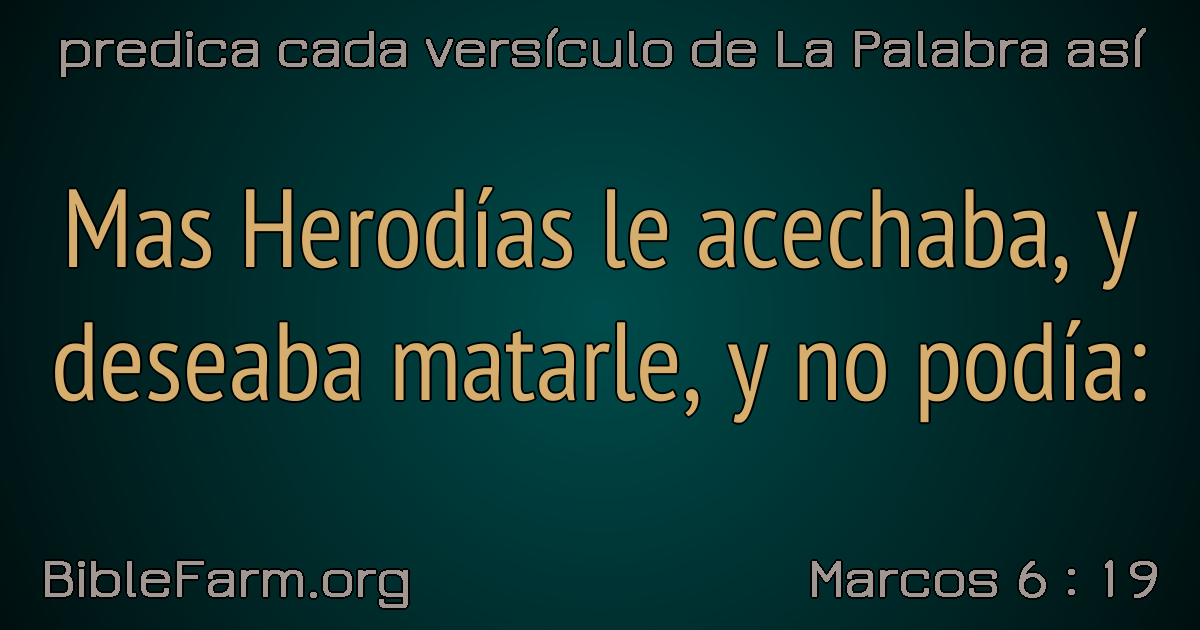 predica cada versículo de La Palabra así
Mas Herodías le acechaba, y
deseaba matarle, y no podía:
BibleFarm.org
Marcos 6 : 19